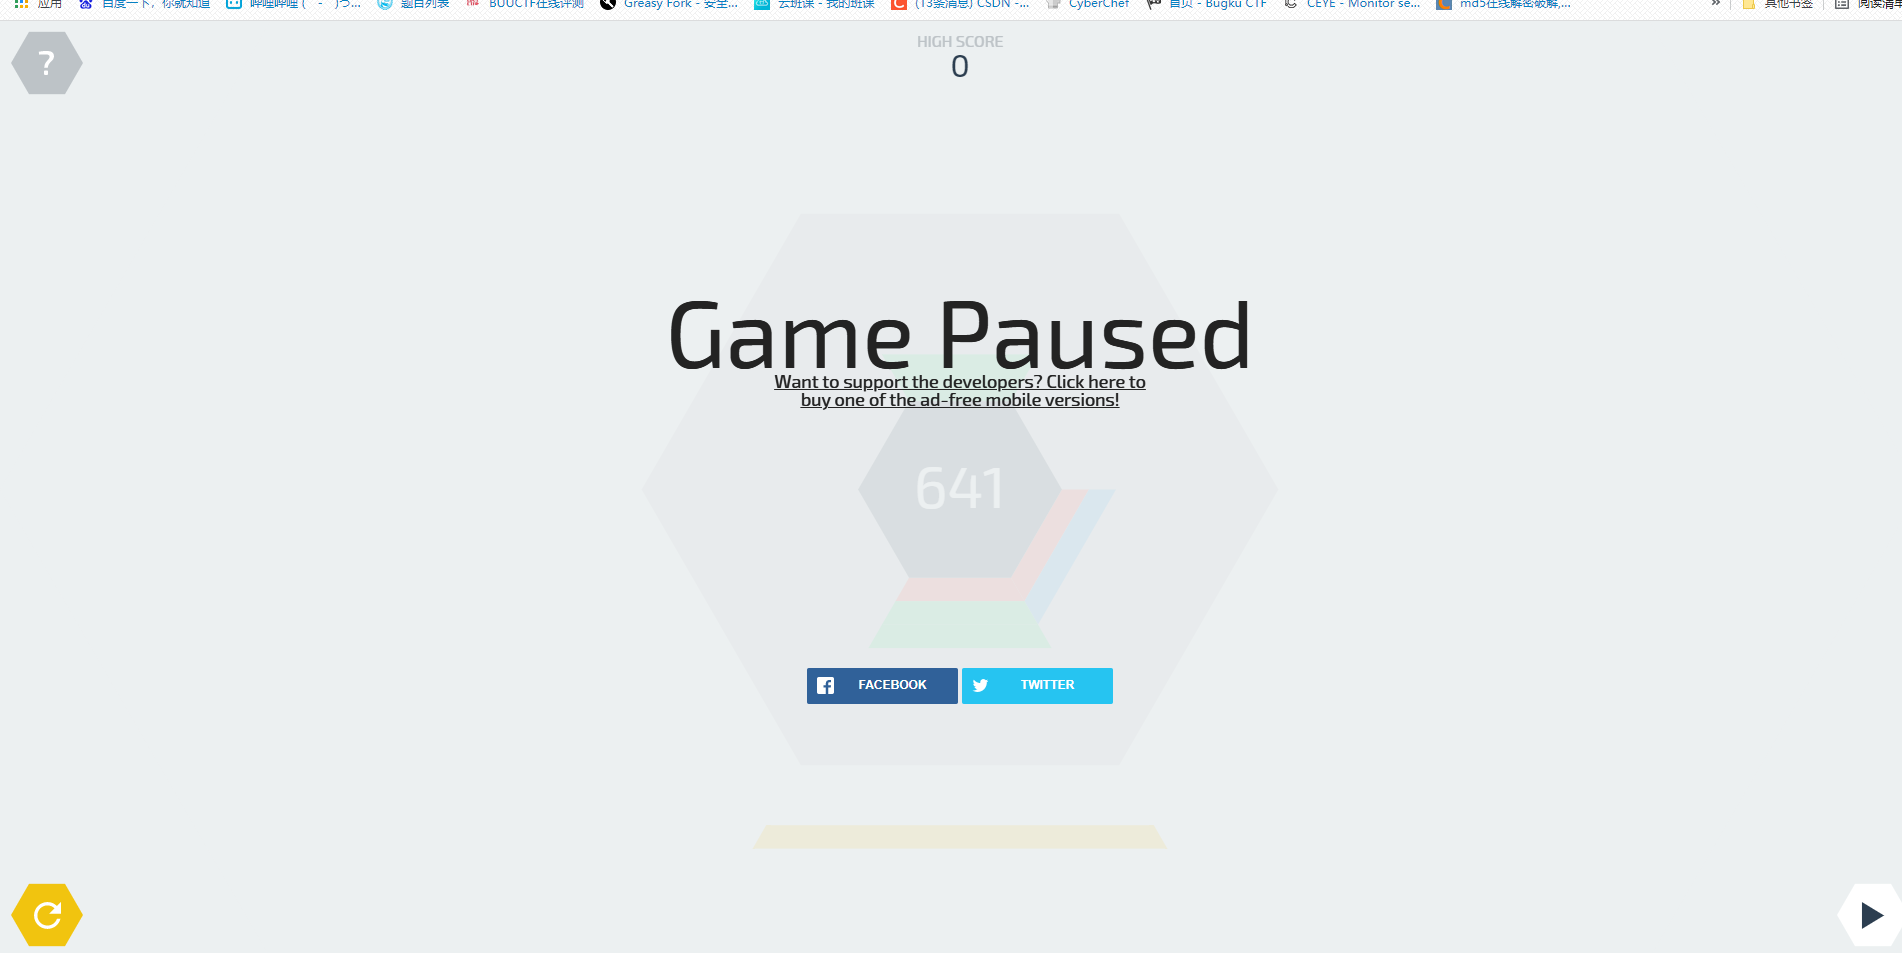 应用 百度一下，你就知道 哔哩哔哩 ( ゜- ゜)つ... 题目列表 BUUCTF在线评测 Greasy Fork - 安全... 云班课 - 我的班课 (13条消息) CSDN -... CyberChef 首页 - Bugku CTF CEYE - Monitor se... md5在线解密破解,... » 其他书签 阅读清单
?
HIGH SCORE
0
Game Paused
Want to support the developers? Click here to
buy one of the ad-free mobile versions!
641
FACEBOOK TWITTER